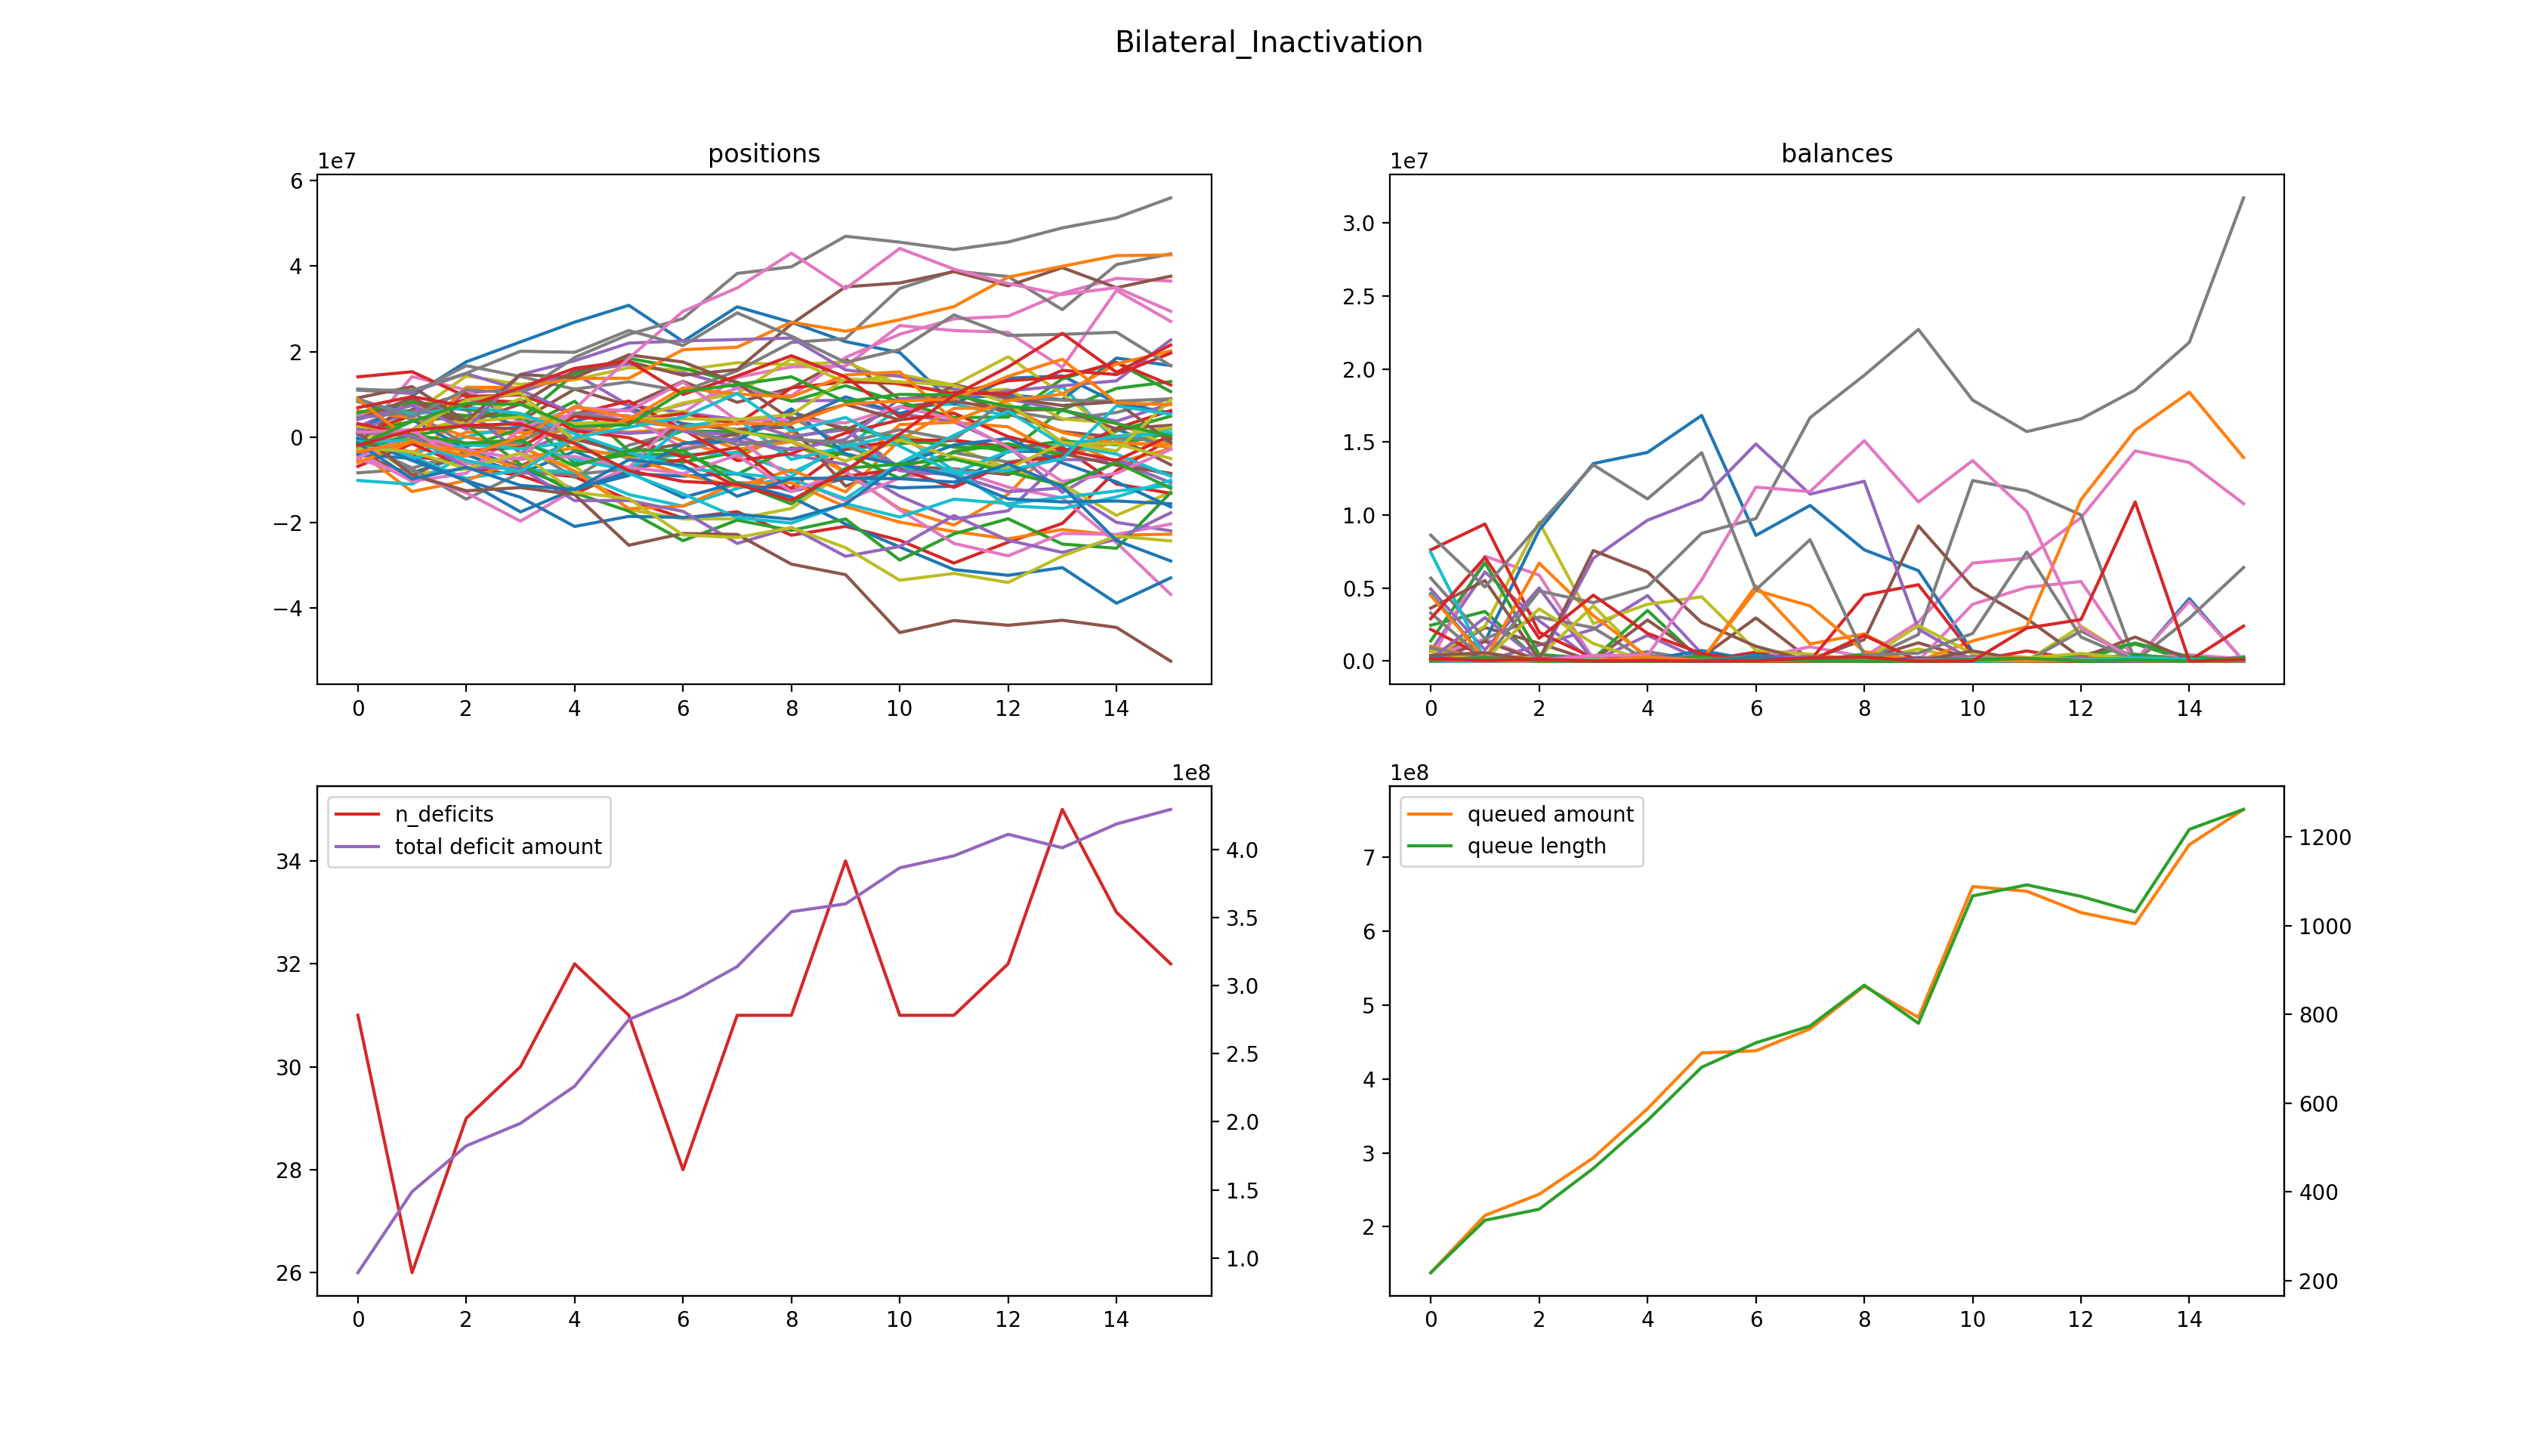 Bilateral_Inactivation
positions
1e7
6
4
2
0
−2
−4
0 2 4 6 8 10 12 14
balances
1e7
3.0
2.5
2.0
1.5
1.0
0.5
0.0
0 2 4 6 8 10 12 14
1e8
n_deficits
total deficit amount
34
32
30
28
26
4.0
3.5
3.0
2.5
2.0
1.5
1.0
0 2 4 6 8 10 12 14
1e8
queued amount
queue length
7
6
5
4
3
2
1200
1000
800
600
400
200
0 2 4 6 8 10 12 14